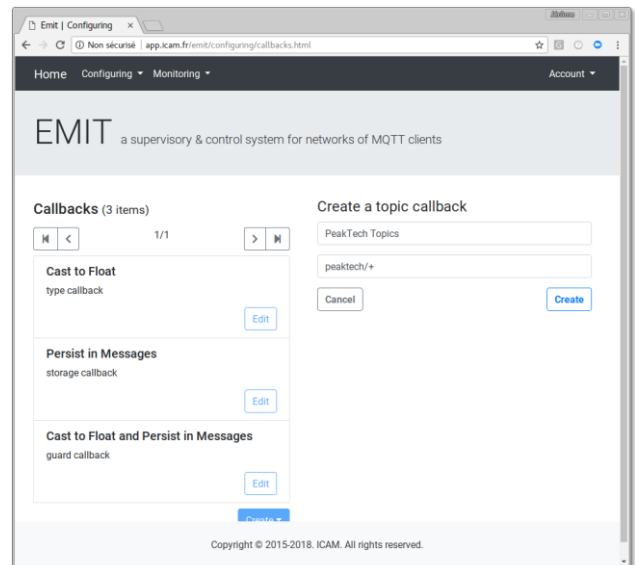 Emit | Configuring
Non sécurisé | app.icam.fr/emit/configuring/callbacks.html
Home Configuring Monitoring Account
EMIT a supervisory & control system for networks of MQTT clients
Callbacks (3 items)
1/1
Cast to Float
type callback
Edit
Persist in Messages
storage callback
Edit
Cast to Float and Persist in Messages
guard callback
Edit
Create
Create a topic callback
PeakTech Topics
peaktech/+
Cancel Create
Copyright © 2015-2018. ICAM. All rights reserved.